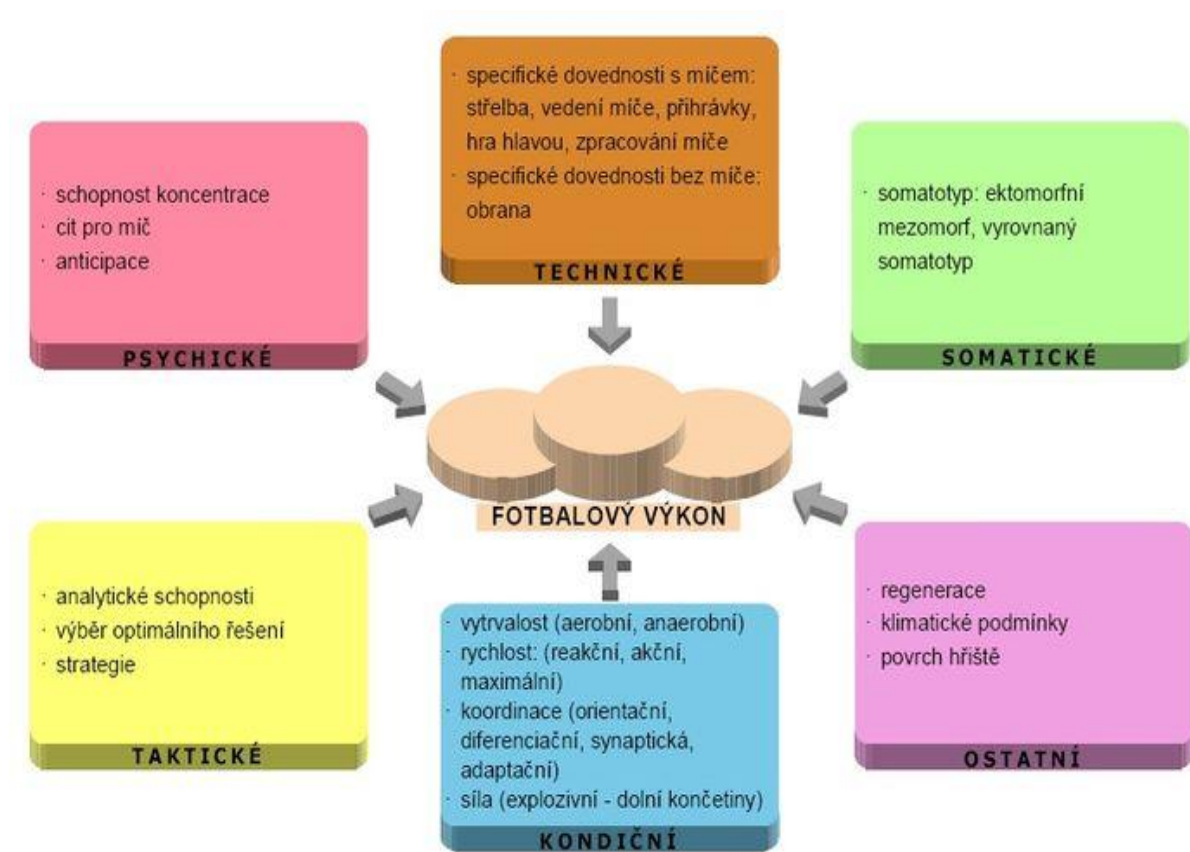 · specifické dovednosti s míčem:
střelba, vedení míče, přihrávky,
hra hlavou, zpracování míče
· specifické dovednosti bez míče:
obrana
TECHNICKÉ
· schopnost koncentrace
· cit pro míč
· anticipace
PSYCHICKÉ
· somatotyp: ektomorfní
mezomorf, vyrovnaný
somatotyp
SOMATICKÉ
FOTBALOVÝ VÝKON
· analytické schopnosti
· výběr optimálního řešení
· strategie
TAKTICKÉ
· vytrvalost (aerobní, anaerobní)
· rychlost: (reakční, akční,
maximální)
· koordinace (orientační,
diferenciační, synaptická,
adaptační)
· síla (explozivní - dolní končetiny)
KONDIČNÍ
· regenerace
· klimatické podmínky
· povrch hřiště
OSTATNÍ